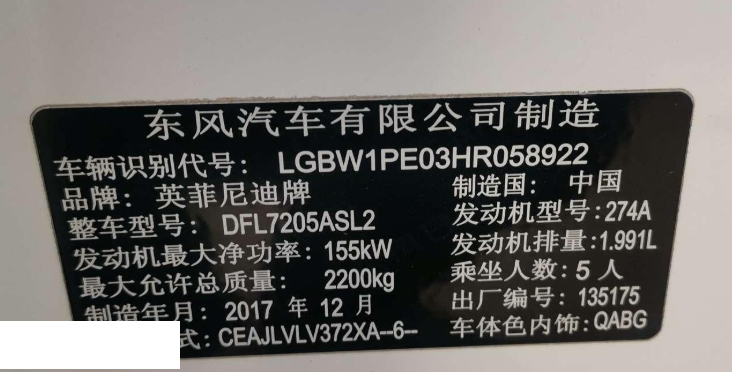 东风汽车有限公司制造
车辆识别代号: LGBW1PE03HR058922
品牌: 英菲尼迪牌 制造国: 中国
整车型号: DFL7205ASL2 发动机型号:274A
发动机最大净功率: 155kW 发动机排量:1.991L
最大允许总质量: 2200kg 乘坐人数:5人
制造年月: 2017 年 12 月 出厂编号: 135175
式: CEAJLVLV372XA--6-- 车体色内饰:QABG